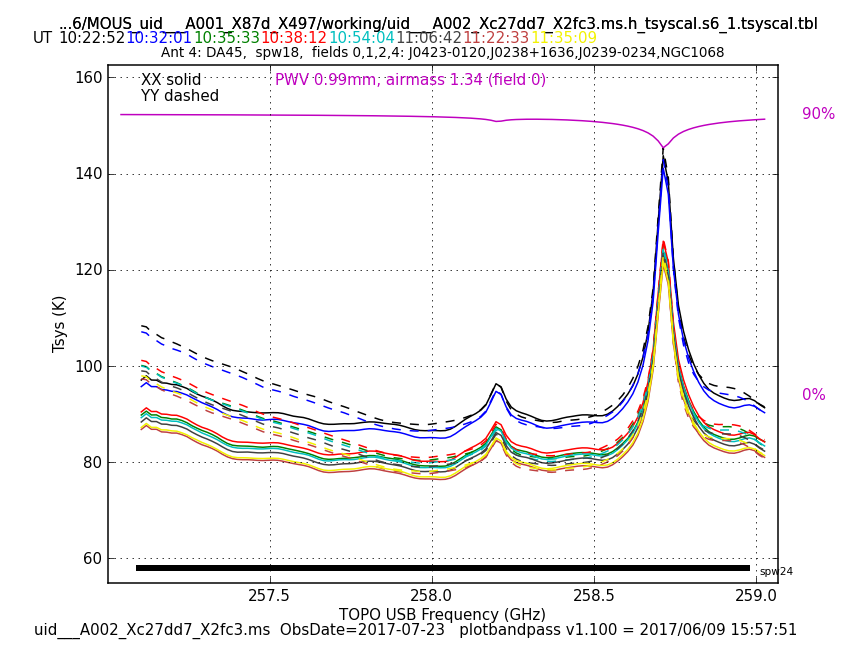 ...6/MOUS_uid___A001_X87d_X497/working/uid___A002_Xc27dd7_X2fc3.ms.h_tsyscal.s6_1.tsyscal.tbl
UT 10:22:52 10:32:01 10:35:33 10:38:12 10:54:04 11:06:42 11:22:33 11:35:09
Ant 4: DA45,  spw18,  fields 0,1,2,4: J0423-0120,J0238+1636,J0239-0234,NGC1068
160
XX solid
PWV 0.99mm, airmass 1.34 (field 0)
YY dashed
90%
140
120
Tsys (K)
100
0%
80
60
spw24
257.5 258.0 258.5 259.0
TOPO USB Frequency (GHz)
uid___A002_Xc27dd7_X2fc3.ms  ObsDate=2017-07-23   plotbandpass v1.100 = 2017/06/09 15:57:51